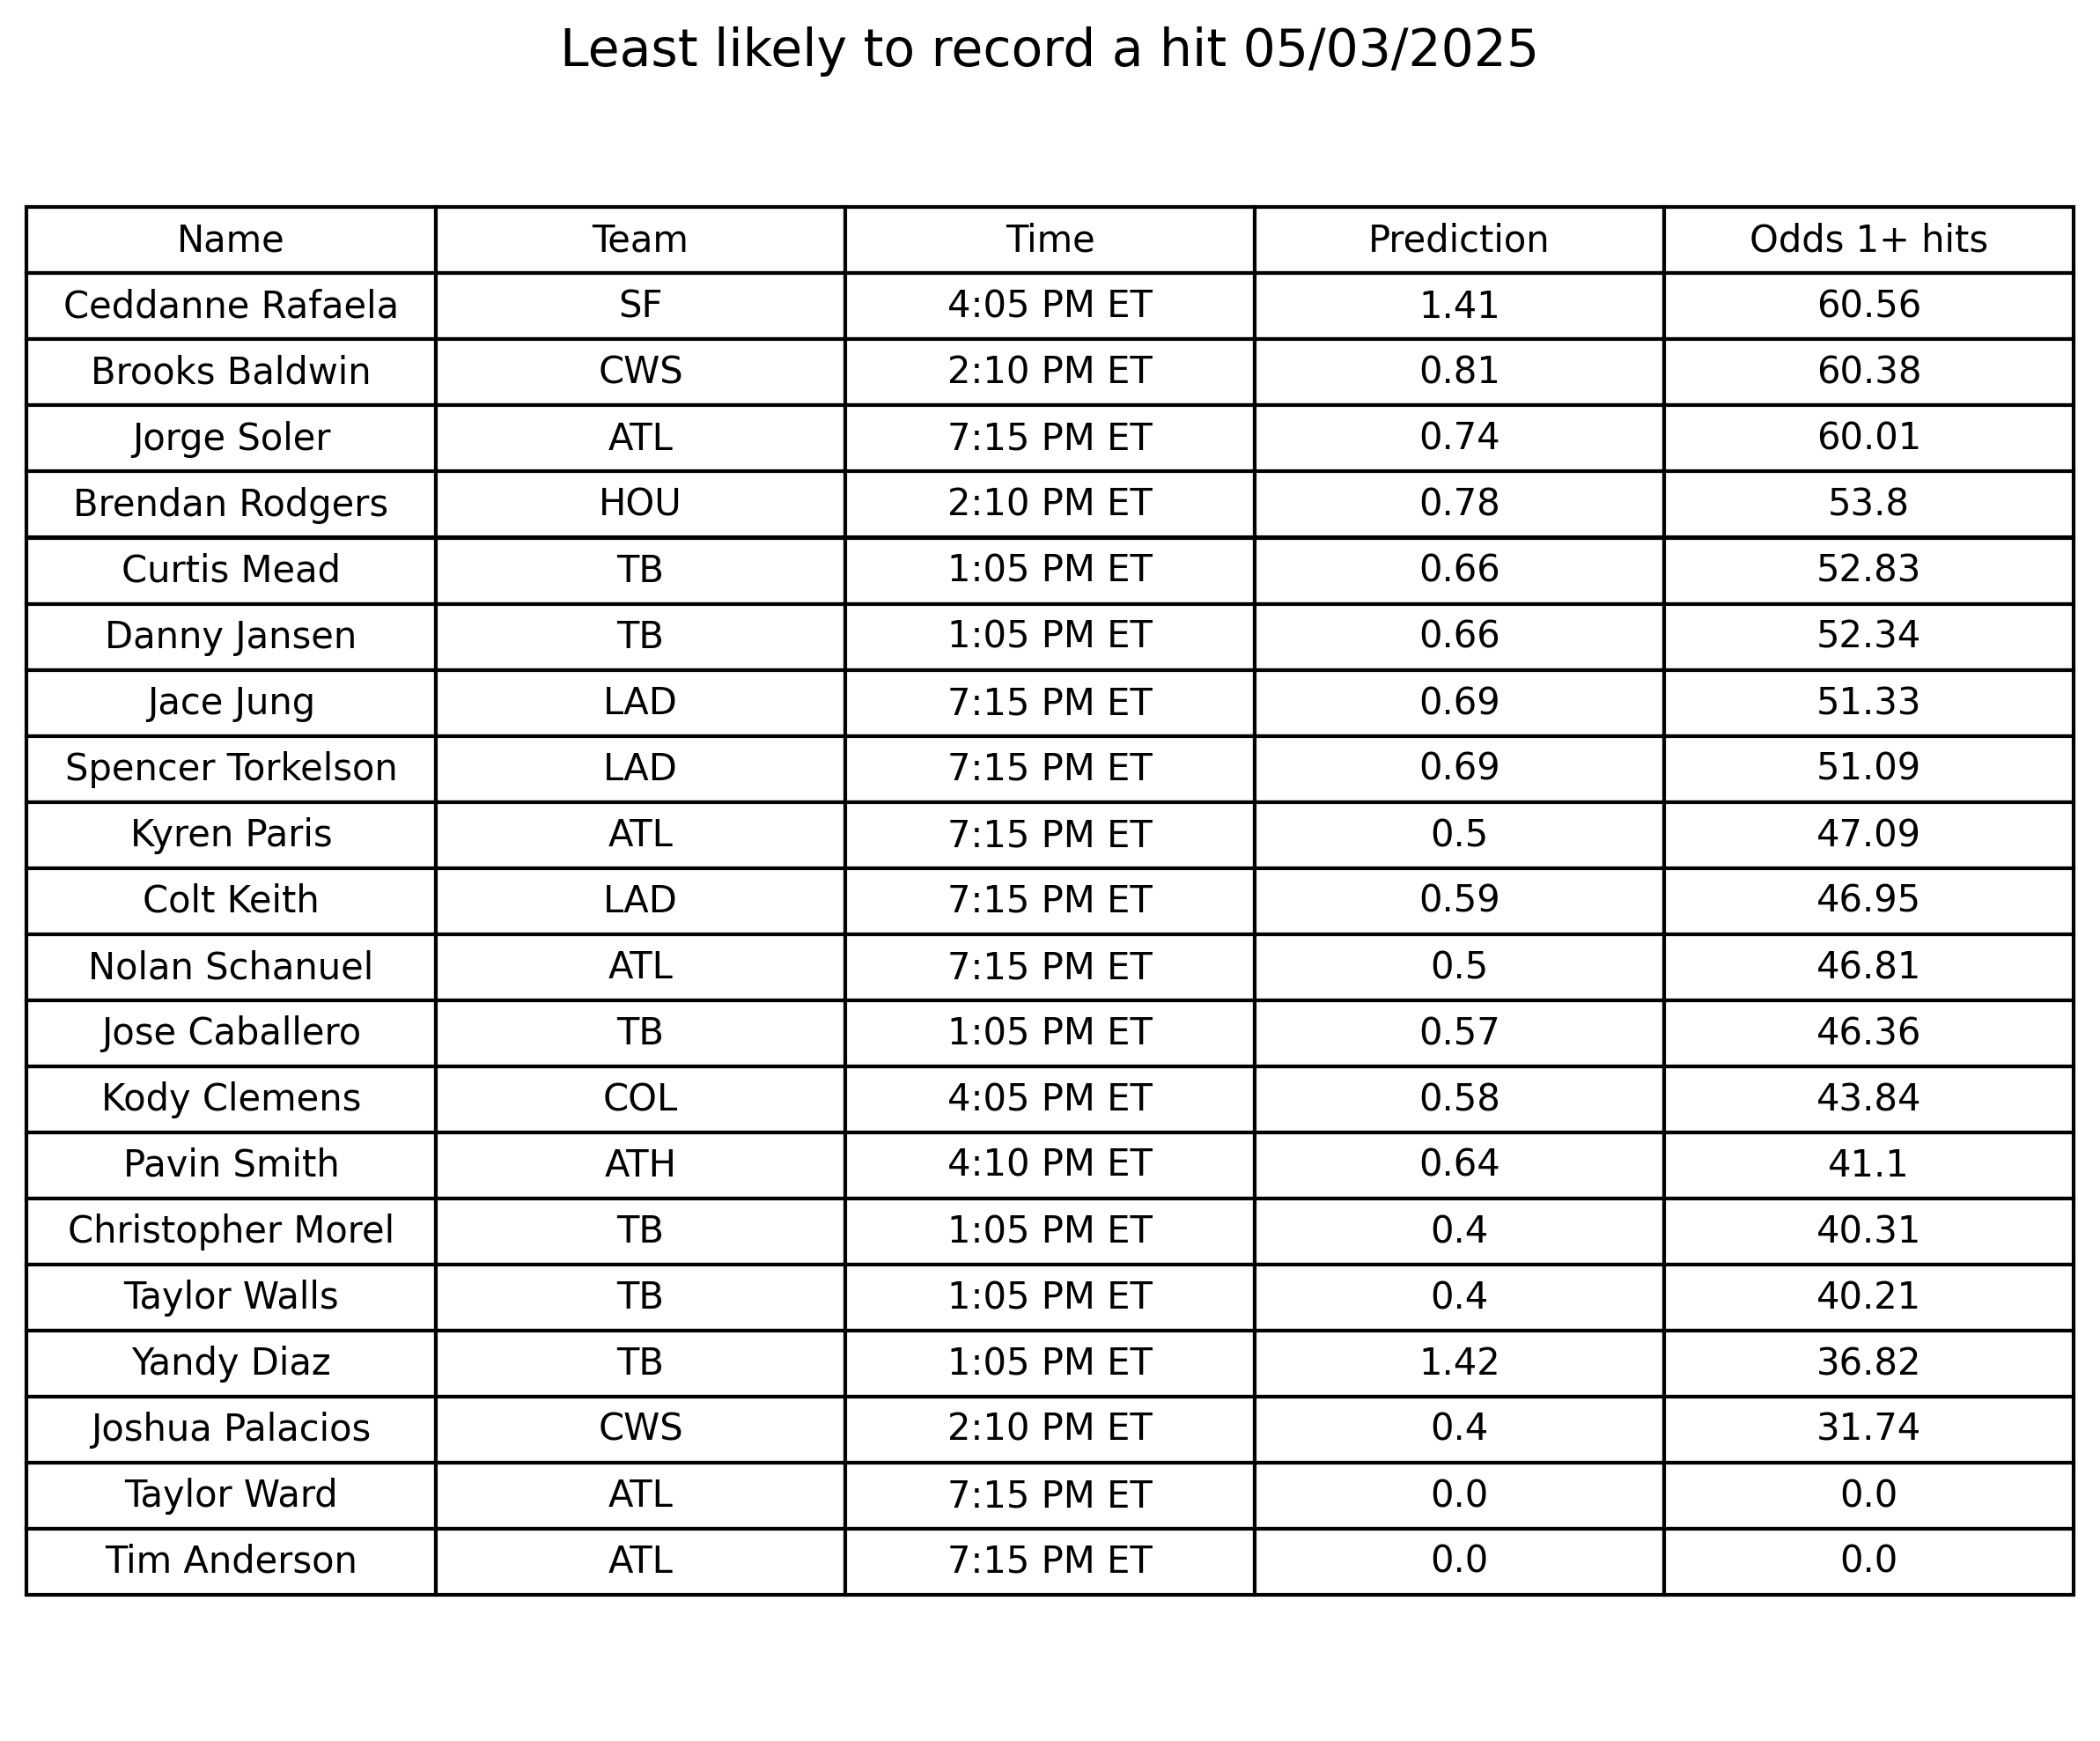 Least likely to record a hit 05/03/2025
Name Team Time Prediction Odds 1+ hits
Ceddanne Rafaela SF 4:05 PM ET 1.41 60.56
Brooks Baldwin CWS 2:10 PM ET 0.81 60.38
Jorge Soler ATL 7:15 PM ET 0.74 60.01
Brendan Rodgers HOU 2:10 PM ET 0.78 53.8
Curtis Mead TB 1:05 PM ET 0.66 52.83
Danny Jansen TB 1:05 PM ET 0.66 52.34
Jace Jung LAD 7:15 PM ET 0.69 51.33
Spencer Torkelson LAD 7:15 PM ET 0.69 51.09
Kyren Paris ATL 7:15 PM ET 0.5 47.09
Colt Keith LAD 7:15 PM ET 0.59 46.95
Nolan Schanuel ATL 7:15 PM ET 0.5 46.81
Jose Caballero TB 1:05 PM ET 0.57 46.36
Kody Clemens COL 4:05 PM ET 0.58 43.84
Pavin Smith ATH 4:10 PM ET 0.64 41.1
Christopher Morel TB 1:05 PM ET 0.4 40.31
Taylor Walls TB 1:05 PM ET 0.4 40.21
Yandy Diaz TB 1:05 PM ET 1.42 36.82
Joshua Palacios CWS 2:10 PM ET 0.4 31.74
Taylor Ward ATL 7:15 PM ET 0.0 0.0
Tim Anderson ATL 7:15 PM ET 0.0 0.0